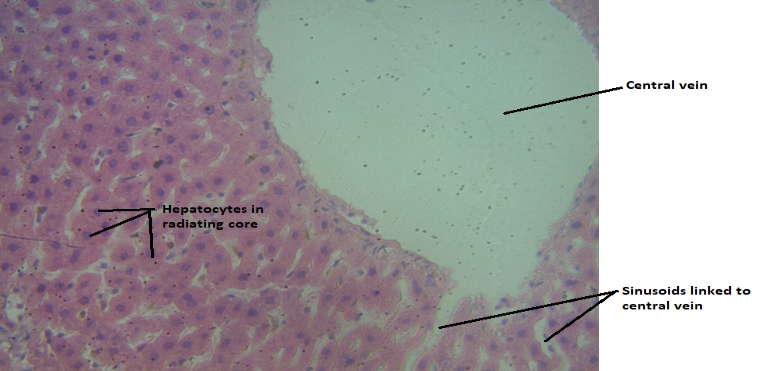 Central vein
Hepatocytes in
radiating core
Sinusoids linked to
central vein